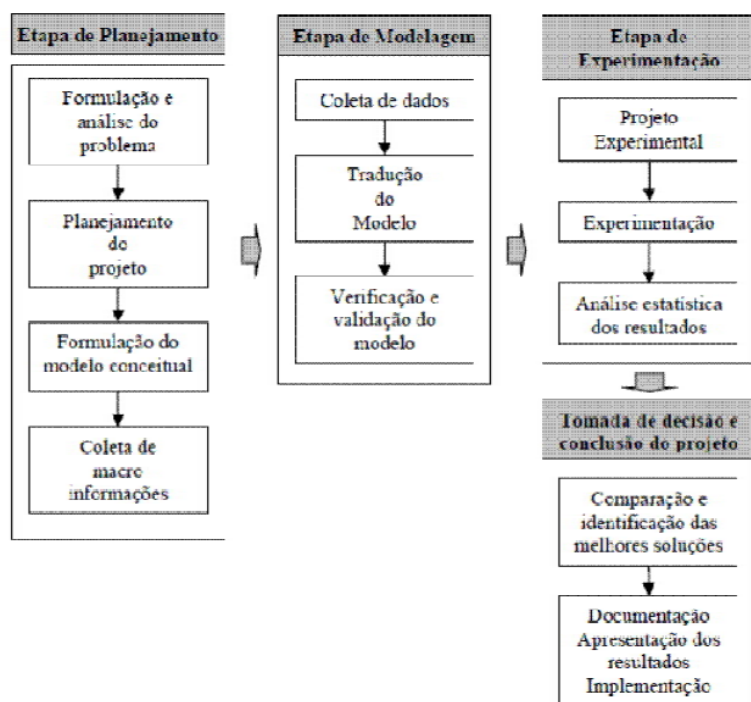 Etapa de Planejamento
Formulação e
análise do
problema
Planejamento
do
projeto
Formulação do
modelo conceitual
Coleta de
macro
informações
Etapa de Modelagem
Coleta de dados
Tradução
do
Modelo
Verificação e
validação do
modelo
Etapa de
Experimentação
Projeto
Experimental
Experimentação
Análise estatística
dos resultados
Tomada de decisão e
conclusão do projeto
Comparação e
identificação das
melhores soluções
Documentação
Apresentação dos
resultados
Implementação